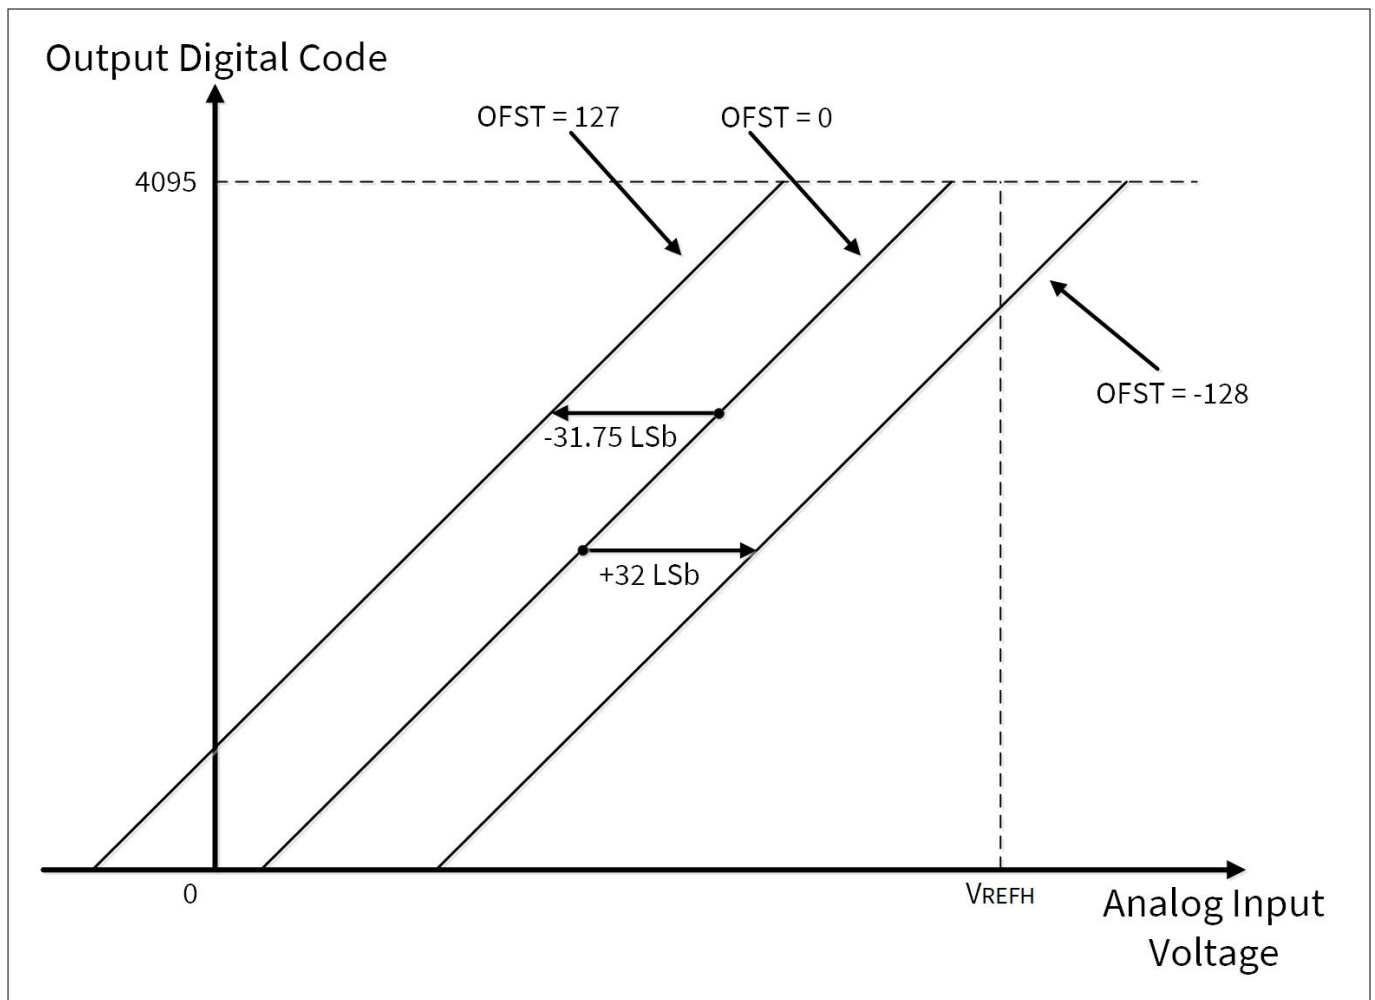 Output Digital Code
OFST = 127
OFST = 0
4095
OFST = -128
-31.75 LSb
+32 LSb
0
VREFH
Analog Input
Voltage